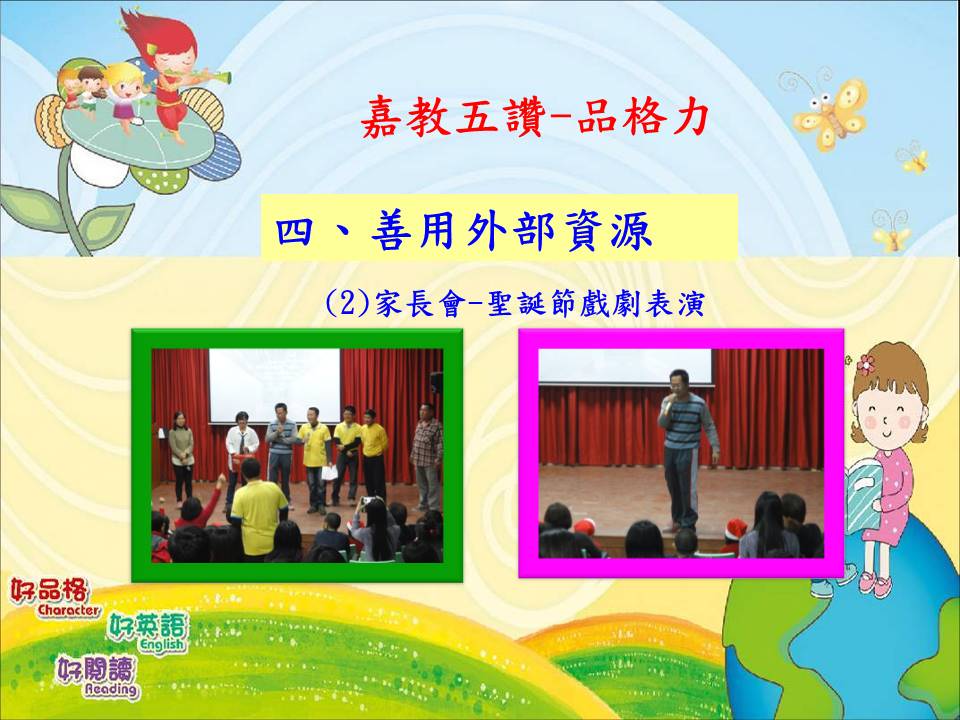 嘉教五讚-品格力
四、善用外部資源
(2)家長會-聖誕節戲劇表演
好品格
Character
好英語
English
好閱讀
Reading